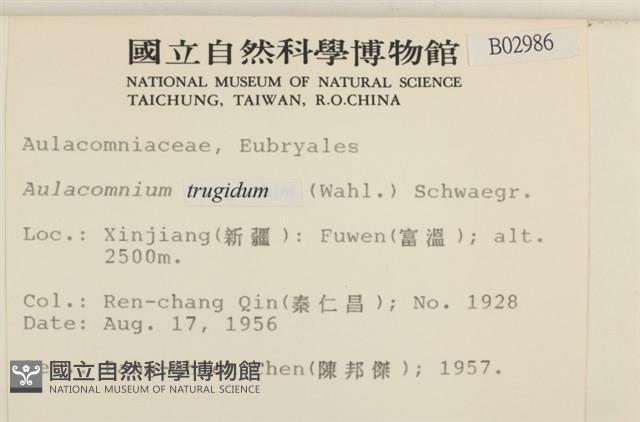 國立自然科學博物館 B02986
NATIONAL MUSEUM OF NATURAL SCIENCE
TAICHUNG, TAIWAN, R.O.CHINA
Aulacomniaceae, Eubryales
Aulacomnium trugidum (Wahl.) Schwaegr.
Loc.: Xinjiang(新疆): Fuwen(富溫); alt.
2500m.
Col.: Ren-chang Qin(秦仁昌); No. 1928
Date: Aug. 17, 1956
Chen(陳邦傑); 1957.
國立自然科學博物館
NATIONAL MUSEUM OF NATURAL SCIENCE